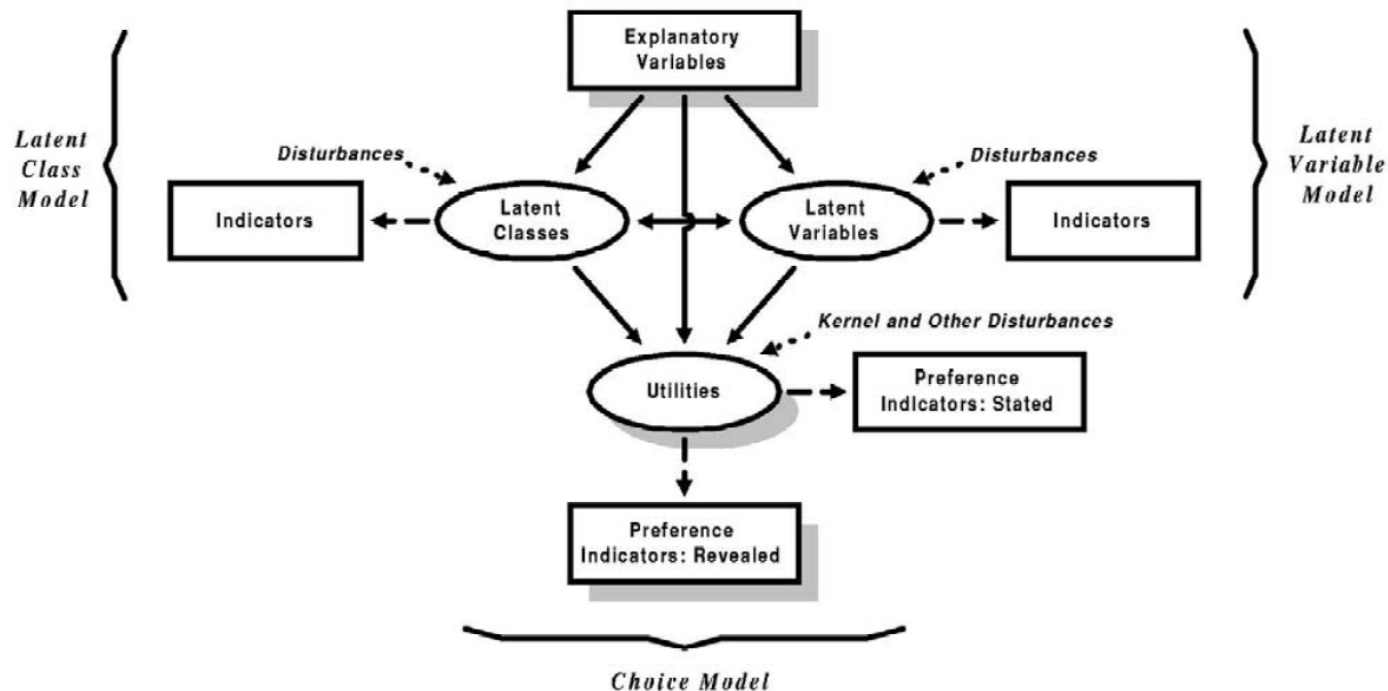 Explanatory
Variables
Latent
Class
Model
Disturbances
Disturbances
Latent
Variable
Model
Indicators
Latent
Classes
Latent
Variables
Indicators
Kernel and Other Disturbances
Utilities
Preference
Indicators: Stated
Preference
Indicators: Revealed
Choice Model